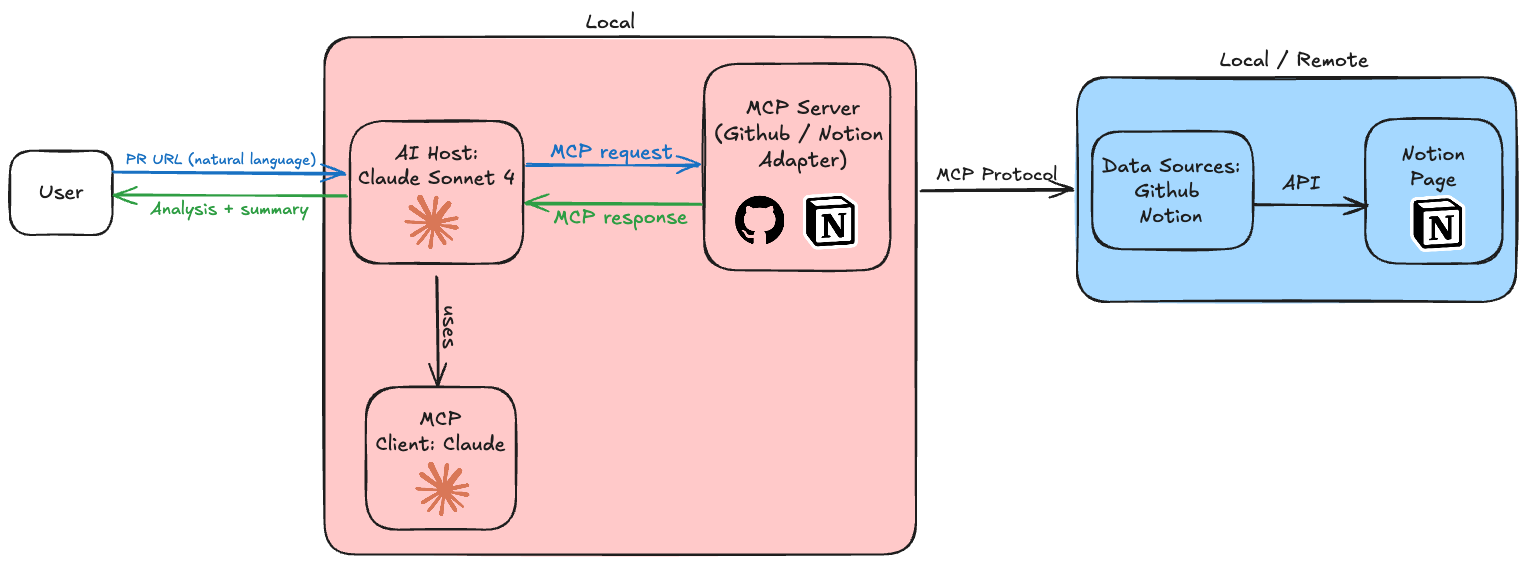 Local
Local / Remote
User
PR URL (natural language)
Analysis + summary
AI Host:
Claude Sonnet 4
MCP request
MCP response
MCP Server
(Github / Notion
Adapter)
N
uses
MCP
Client: Claude
MCP Protocol
Data Sources:
Github
Notion
API
Notion
Page
N